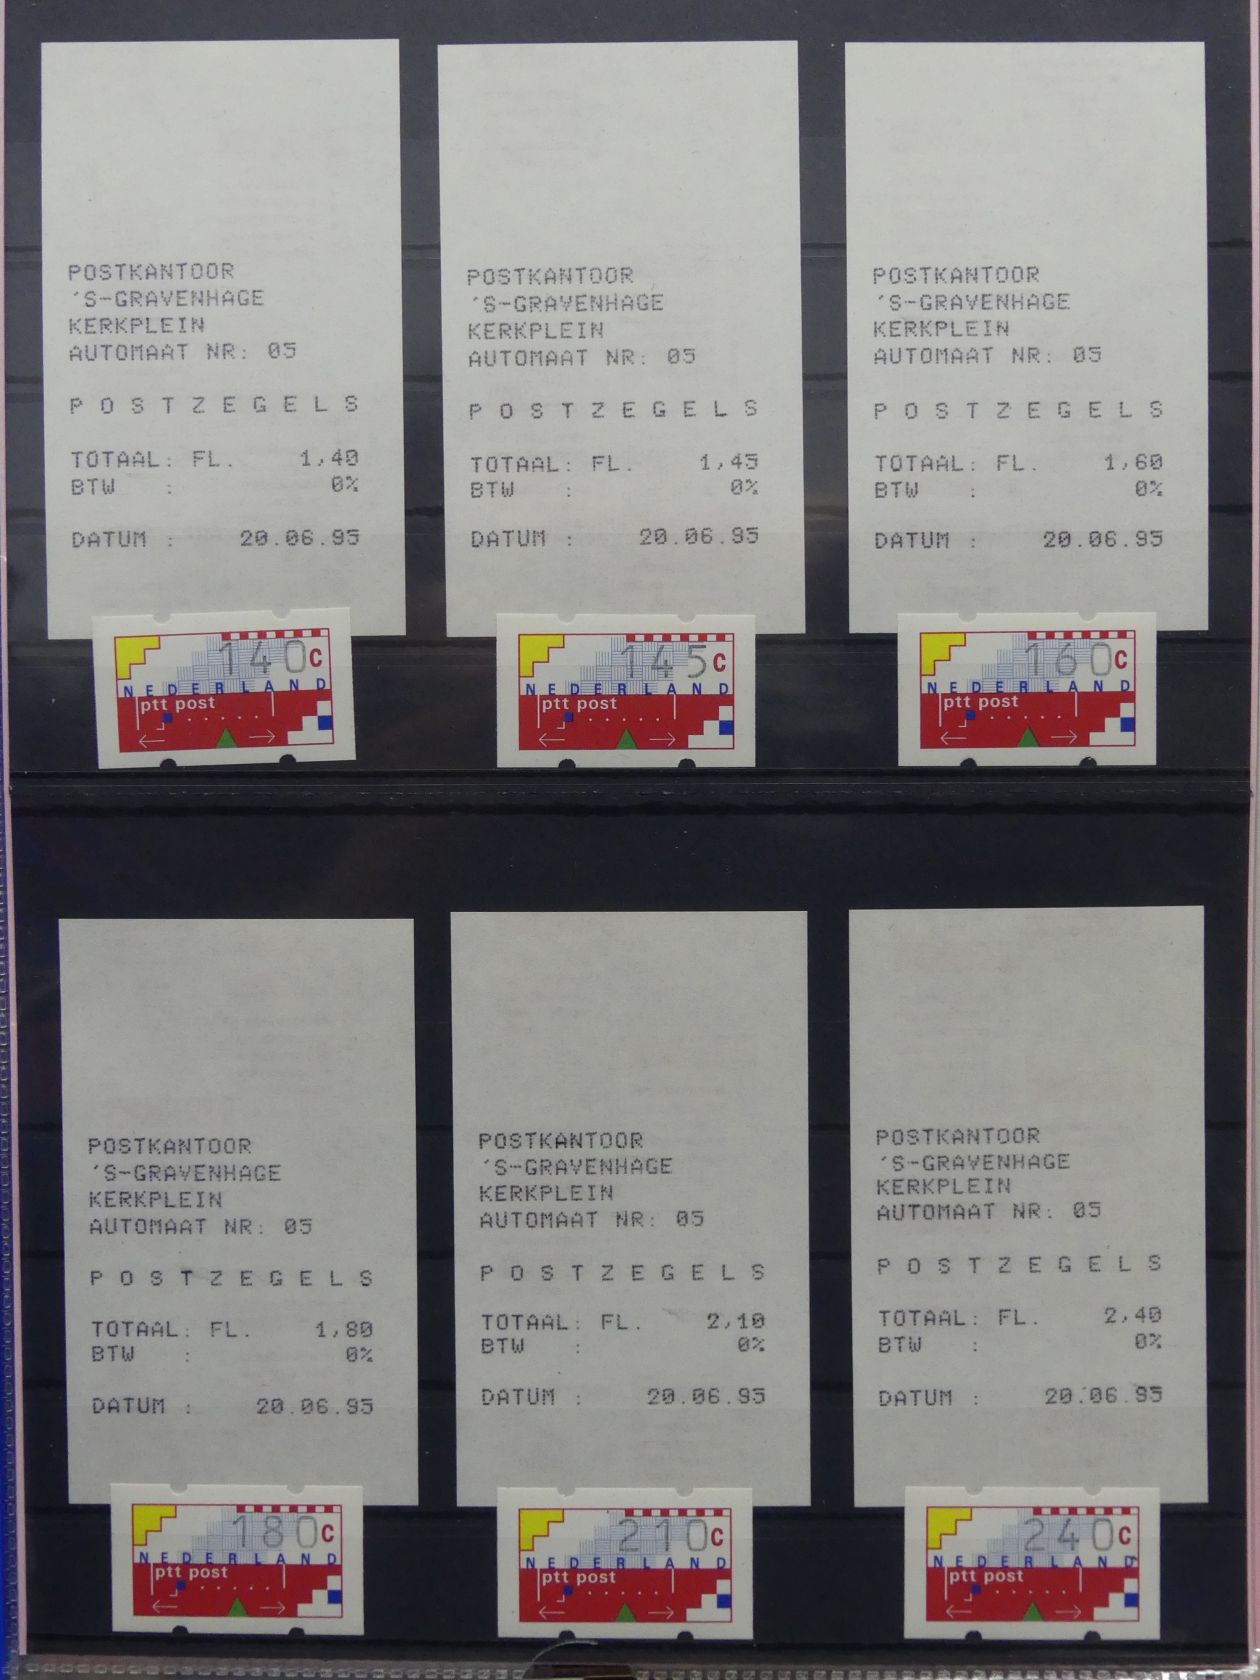 POSTKANTOOR
'S-GRAVENHAGE
KERKPLEIN
AUTOMAAT NR: 05
P O S T Z E G E L S
TOTAAL: FL. 1,40
BTW : 0%
DATUM : 20.06.95
140c
NEDERLAND
ptt post
POSTKANTOOR
'S-GRAVENHAGE
KERKPLEIN
AUTOMAAT NR: 05
P O S T Z E G E L S
TOTAAL: FL. 1,45
BTW : 0%
DATUM : 20.06.95
145c
NEDERLAND
ptt post
POSTKANTOOR
'S-GRAVENHAGE
KERKPLEIN
AUTOMAAT NR: 05
P O S T Z E G E L S
TOTAAL: FL. 1,60
BTW : 0%
DATUM : 20.06.95
160c
NEDERLAND
ptt post
POSTKANTOOR
'S-GRAVENHAGE
KERKPLEIN
AUTOMAAT NR: 05
P O S T Z E G E L S
TOTAAL: FL. 1,80
BTW : 0%
DATUM : 20.06.95
180c
NEDERLAND
ptt post
POSTKANTOOR
'S-GRAVENHAGE
KERKPLEIN
AUTOMAAT NR: 05
P O S T Z E G E L S
TOTAAL: FL. 2,10
BTW : 0%
DATUM : 20.06.95
210c
NEDERLAND
ptt post
POSTKANTOOR
'S-GRAVENHAGE
KERKPLEIN
AUTOMAAT NR: 05
P O S T Z E G E L S
TOTAAL: FL. 2,40
BTW : 0%
DATUM : 20.06.95
240c
NEDERLAND
ptt post